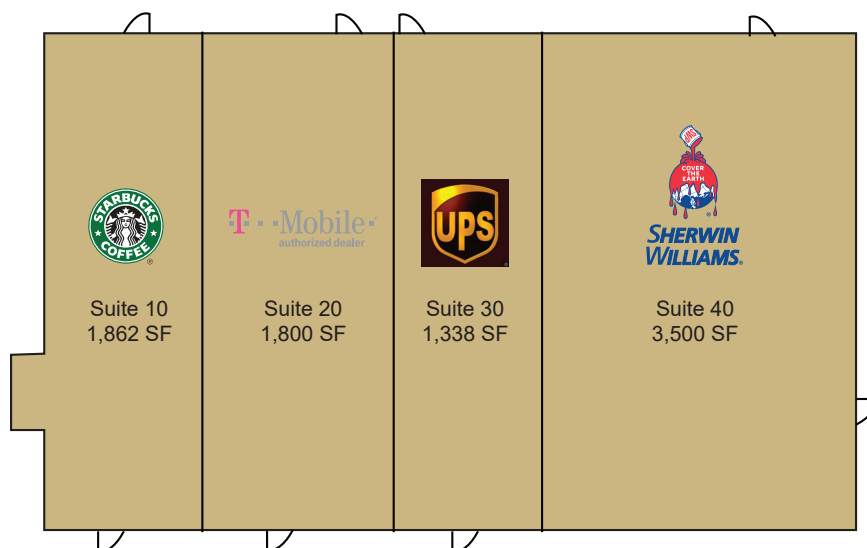 STARBUCKS
COFFEE
®
Suite 10
1,862 SF
T · · Mobile ·
authorized dealer
Suite 20
1,800 SF
UPS
Suite 30
1,338 SF
SWP
COVER
THE
EARTH
®
SHERWIN
WILLIAMS®
Suite 40
3,500 SF